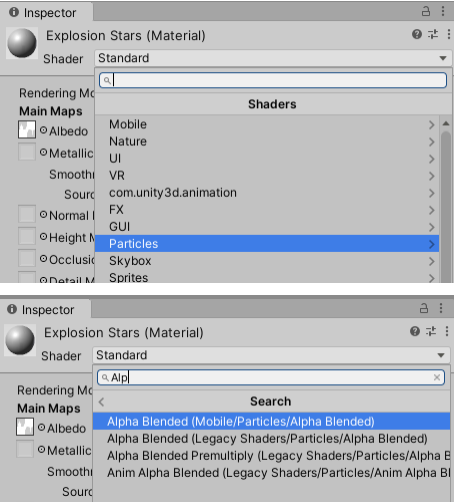 Inspector
Explosion Stars (Material)
Shader Standard
Rendering Mo
Shaders
Main Maps
Mobile
Albedo
Nature
Metallic
UI
VR
Smooth
com.unity3d.animation
Sourc
FX
Normal
GUI
Height M
Particles
Occlusio
Skybox
Detail M
Sprites
Inspector
Explosion Stars (Material)
Shader Standard
Alp
Rendering Mo
Search
Main Maps
Alpha Blended (Mobile/Particles/Alpha Blended)
Albedo
Alpha Blended (Legacy Shaders/Particles/Alpha Blended)
Metallic
Alpha Blended Premultiply (Legacy Shaders/Particles/Alpha B
Smooth
Anim Alpha Blended (Legacy Shaders/Particles/Anim Alpha Bl
Sourc